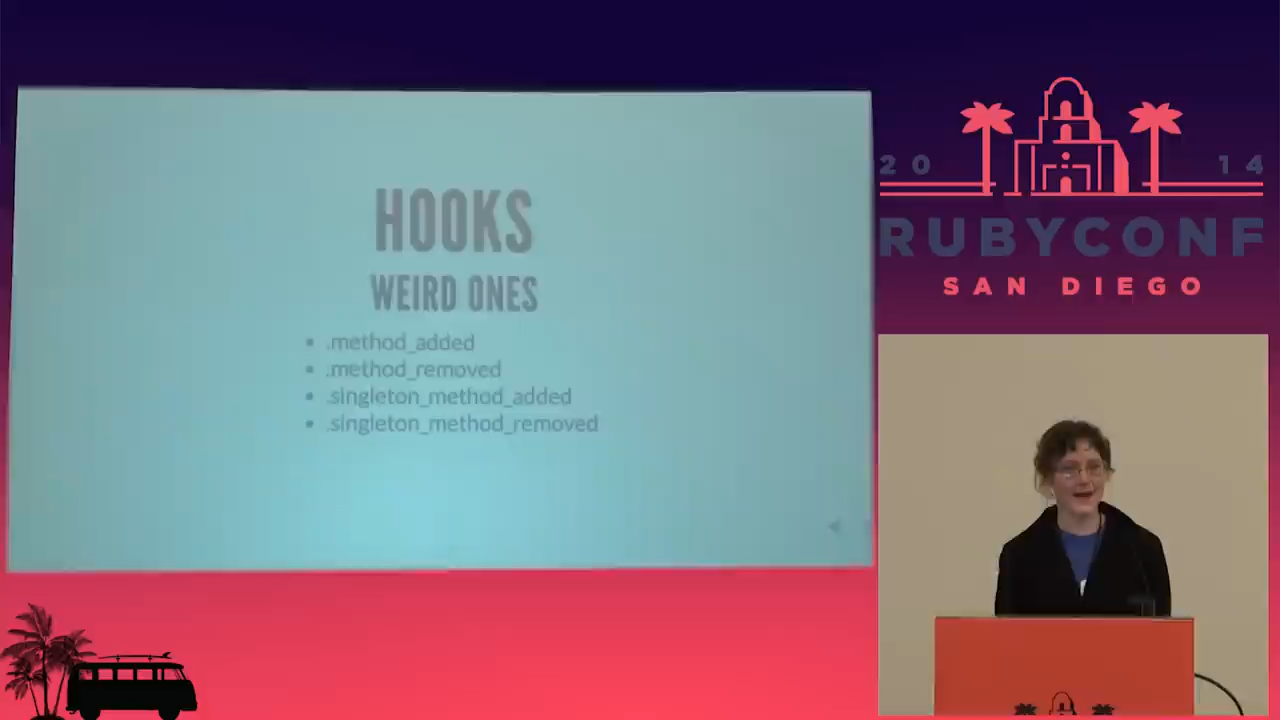 HOOKS
WEIRD ONES
• .method_added
• .method_removed
• .singleton_method_added
• .singleton_method_removed
20 14
RUBYCONF
SAN DIEGO